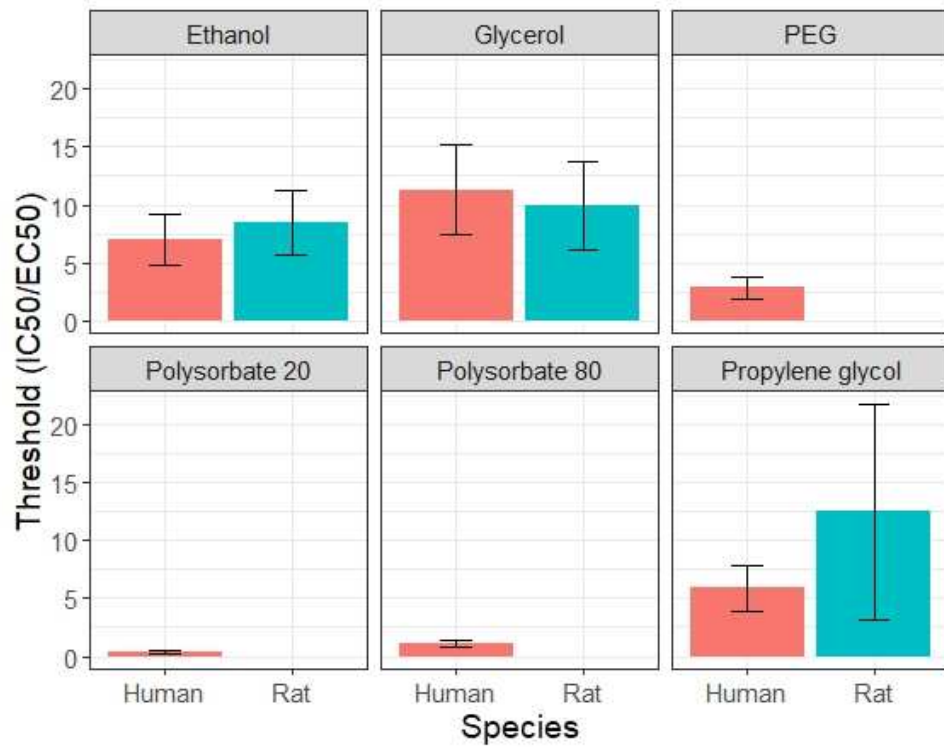 Ethanol Glycerol PEG
20
15
10
5
0
Polysorbate 20 Polysorbate 80 Propylene glycol
20
15
10
5
0
Threshold (IC50/EC50)
Human Rat Human Rat Human Rat
Species